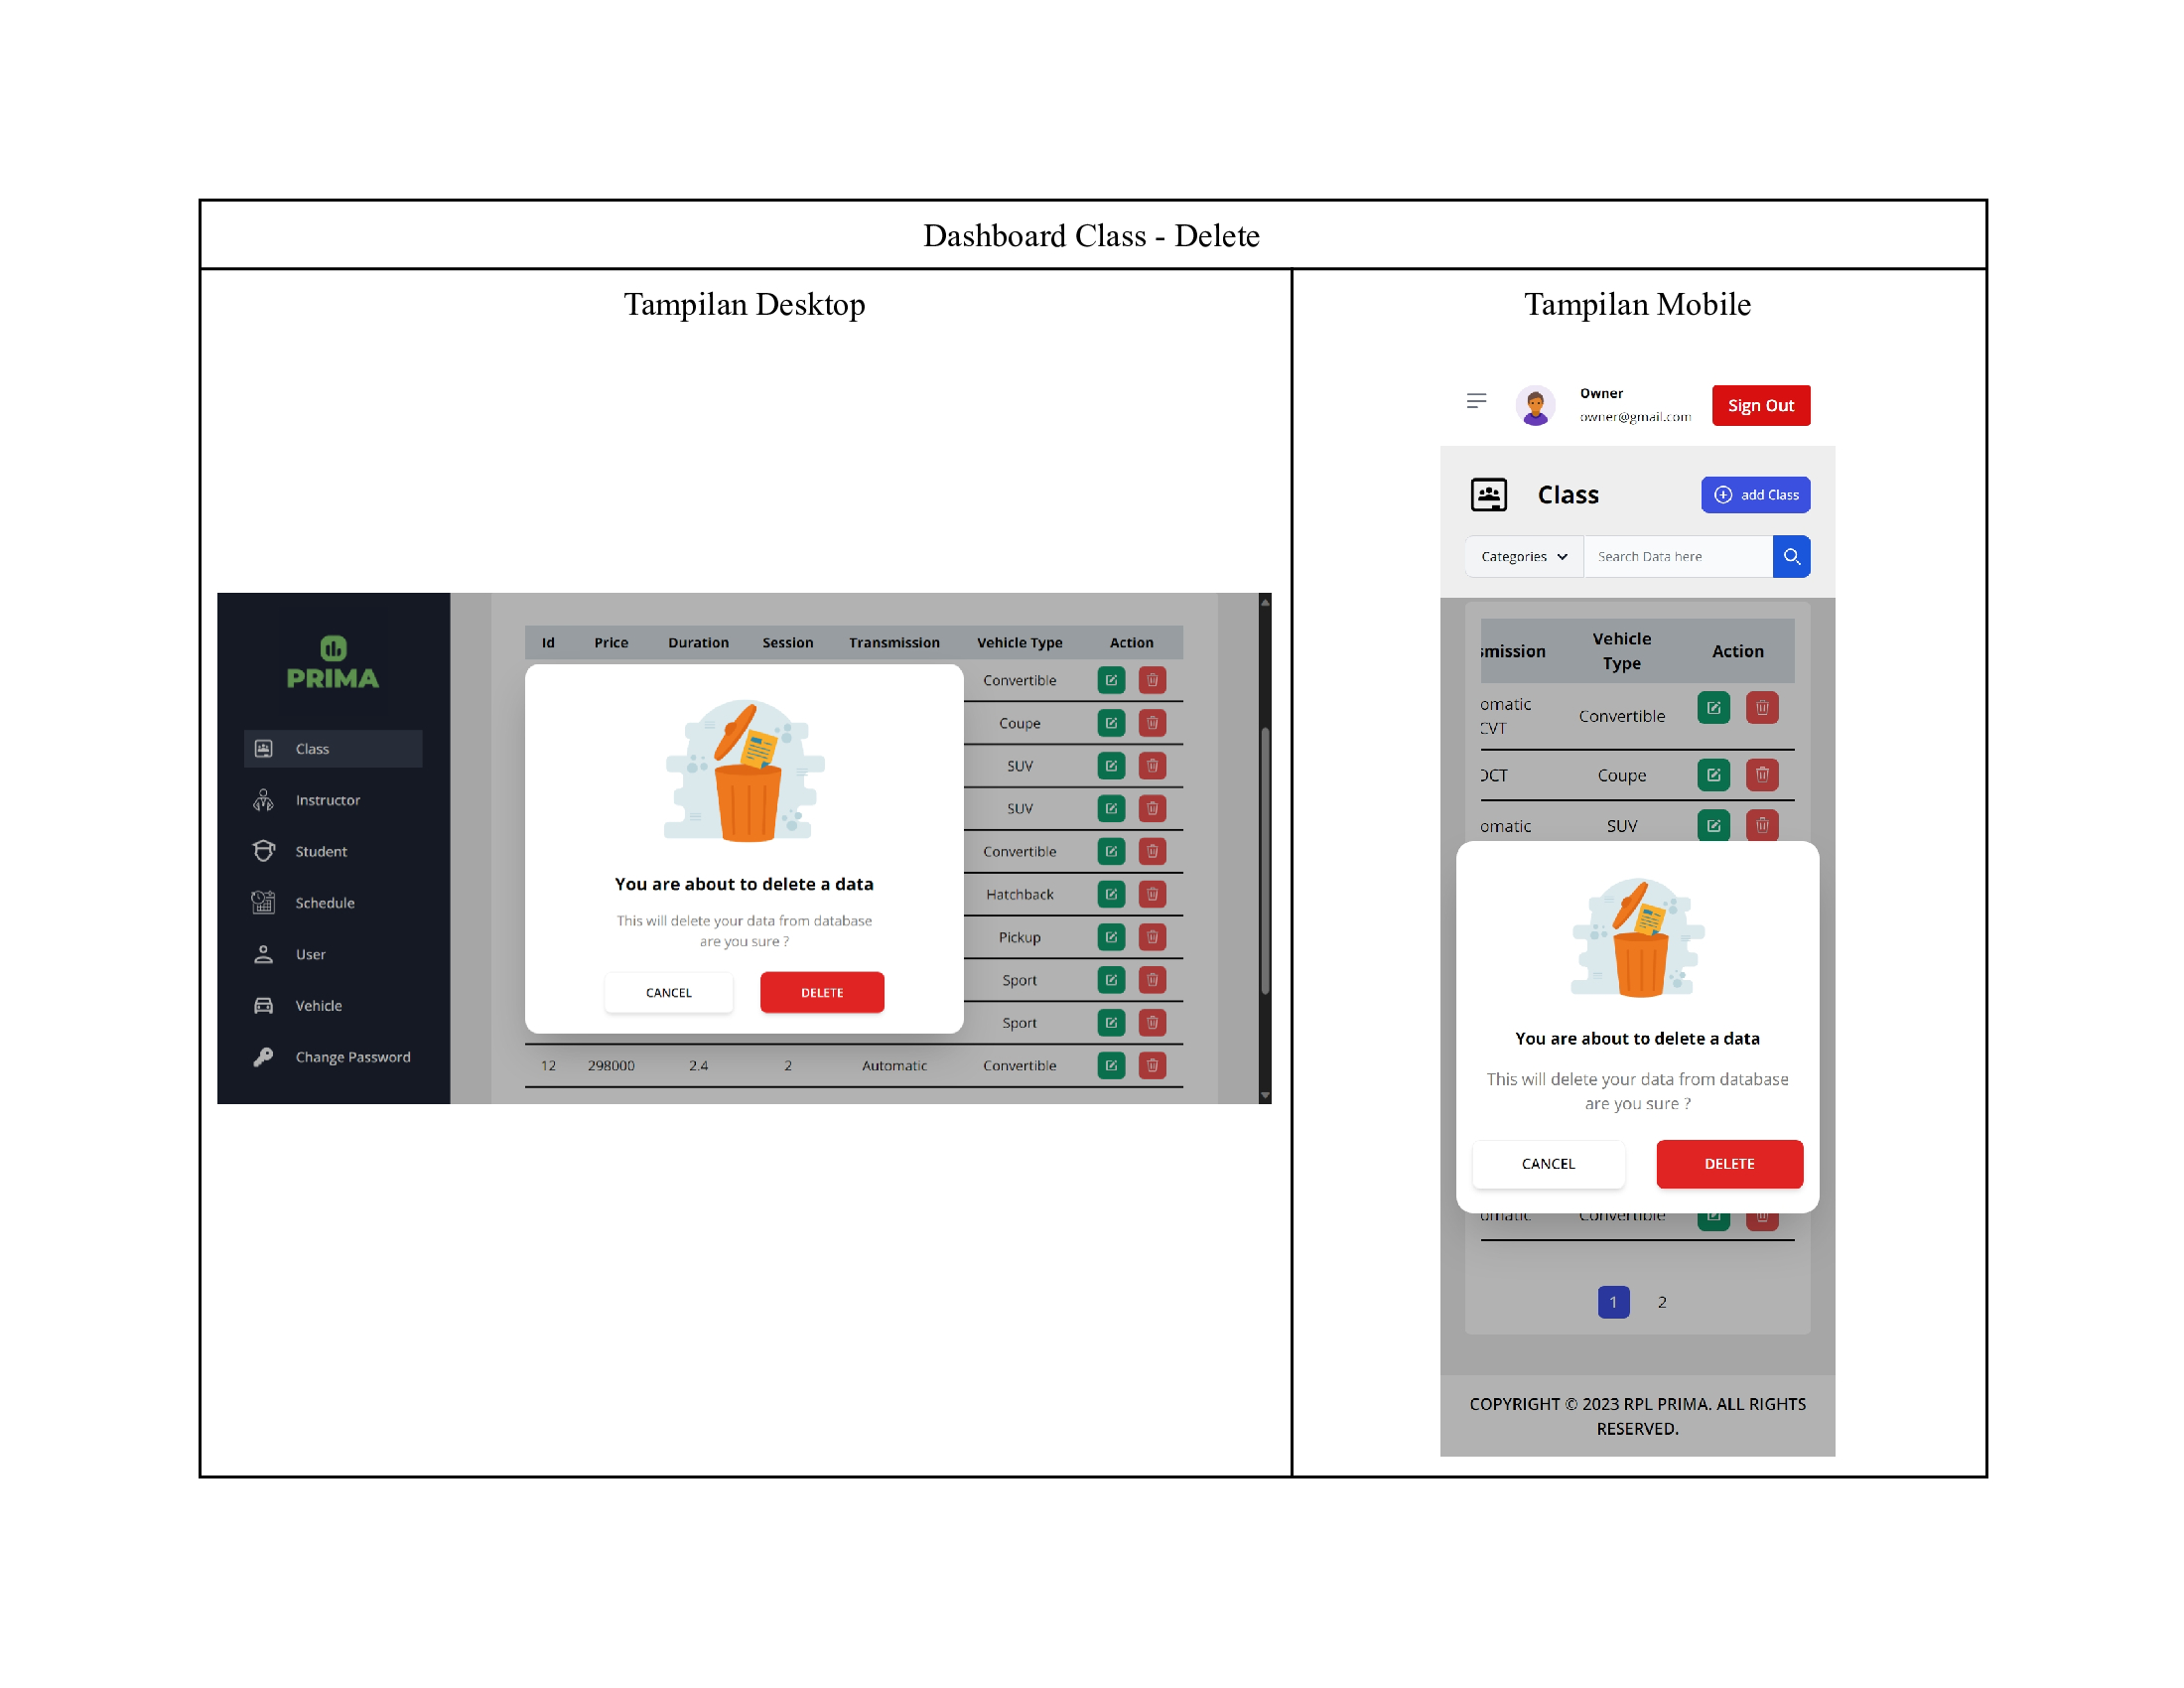 Dashboard Class - Delete
Tampilan Desktop
PRIMA
Class
Instructor
Student
Schedule
User
Vehicle
Change Password
Id Price Duration Session Transmission Vehicle Type Action
Convertible
Coupe
SUV
SUV
Convertible
Hatchback
Pickup
Sport
Sport
12 298000 2.4 2 Automatic Convertible
You are about to delete a data
This will delete your data from database
are you sure ?
CANCEL DELETE
Tampilan Mobile
Owner
owner@gmail.com
Sign Out
Class
add Class
Categories Search Data here
smission Vehicle
Type Action
omatic
CVT Convertible
DCT Coupe
omatic SUV
You are about to delete a data
This will delete your data from database
are you sure ?
CANCEL DELETE
omatic Convertible
1 2
COPYRIGHT © 2023 RPL PRIMA. ALL RIGHTS
RESERVED.